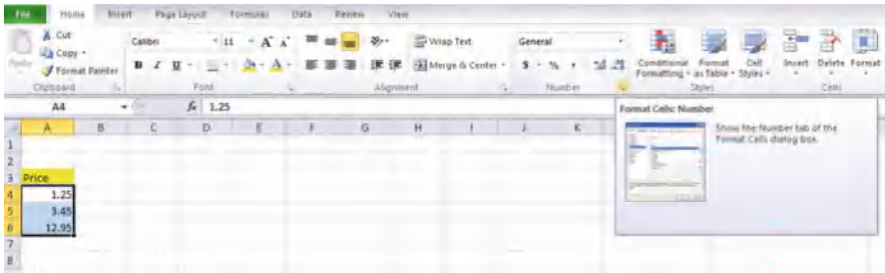 File Home Insert Page Layout Formulas Data Review View
Cut
Copy
Format Painter
Paste
Calibri 11 A A
B I U
Wrap Text
Merge & Center
General
$ % ,
Conditional Formatting
Format as Table
Cell Styles
Insert Delete Format
Clipboard Font Alignment Number Styles Cells
A4 fx 1.25
A B C D E F G H I J K
1
2
3 Price
4 1.25
5 3.45
6 12.95
7
8
Format Cells: Number
Show the Number tab of the
Format Cells dialog box.